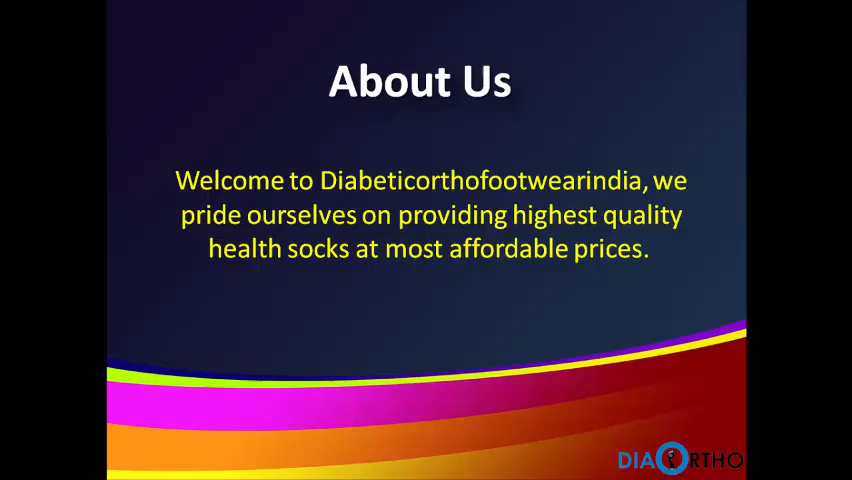 About Us
Welcome to Diabeticorthofootwearindia, we
pride ourselves on providing highest quality
health socks at most affordable prices.
DIAORTHO